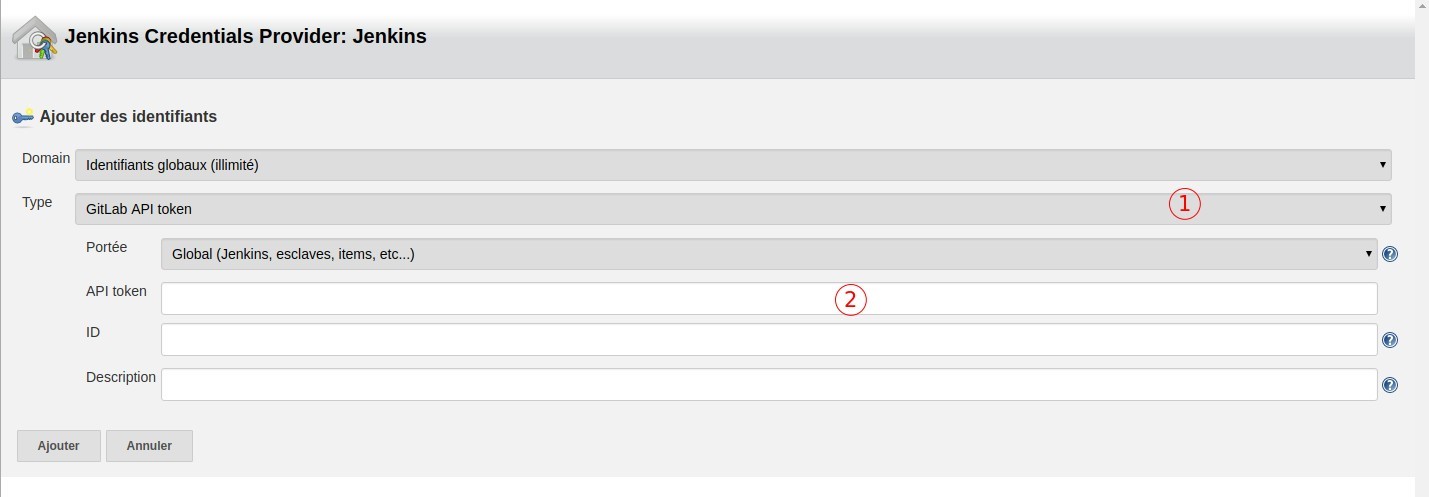 Jenkins Credentials Provider: Jenkins
Ajouter des identifiants
Domain Identifiants globaux (illimité)
Type GitLab API token 1
Portée Global (Jenkins, esclaves, items, etc...)
API token 2
ID
Description
Ajouter Annuler